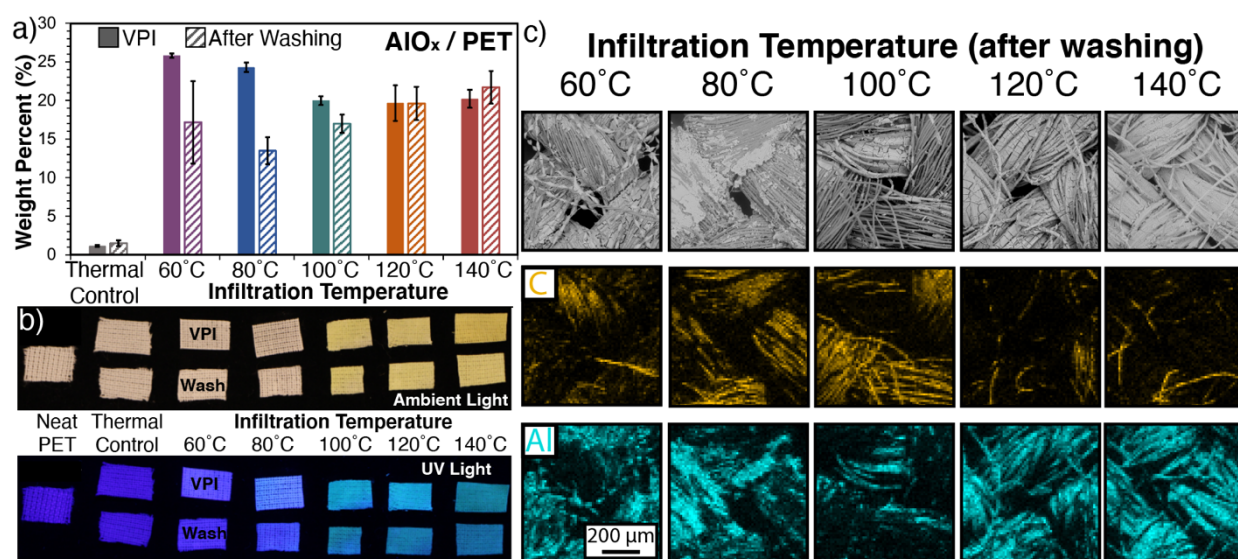 a)
30
25
20
15
10
5
0
Weight Percent (%)
VPI
After Washing
AlOx / PET
Thermal
Control
60˚C
80˚C
100˚C
120˚C
140˚C
Infiltration Temperature
b)
VPI
Wash
Ambient Light
Neat
PET
Thermal
Control
Infiltration Temperature
60˚C
80˚C
100˚C
120˚C
140˚C
UV Light
VPI
Wash
c)
Infiltration Temperature (after washing)
60˚C
80˚C
100˚C
120˚C
140˚C
C
Al
200 µm